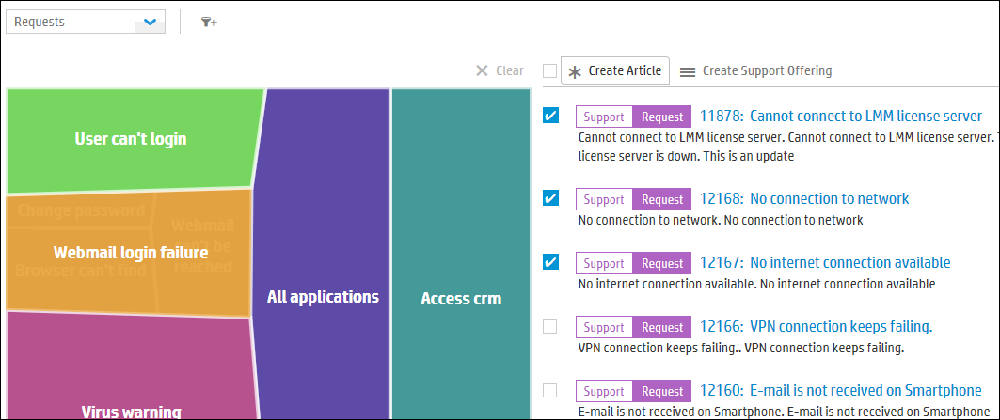 Requests
Clear
Create Article
Create Support Offering
User can't login
Change password
Webmail can't be reached
Webmail login failure
Browser can't find
All applications
Access crm
Virus warning
Support Request 11878: Cannot connect to LMM license server
Cannot connect to LMM license server. Cannot connect to LMM license server.
license server is down. This is an update
Support Request 12168: No connection to network
No connection to network. No connection to network
Support Request 12167: No internet connection available
No internet connection available. No internet connection available
Support Request 12166: VPN connection keeps failing.
VPN connection keeps failing.. VPN connection keeps failing.
Support Request 12160: E-mail is not received on Smartphone
E-mail is not received on Smartphone. E-mail is not received on Smartphone